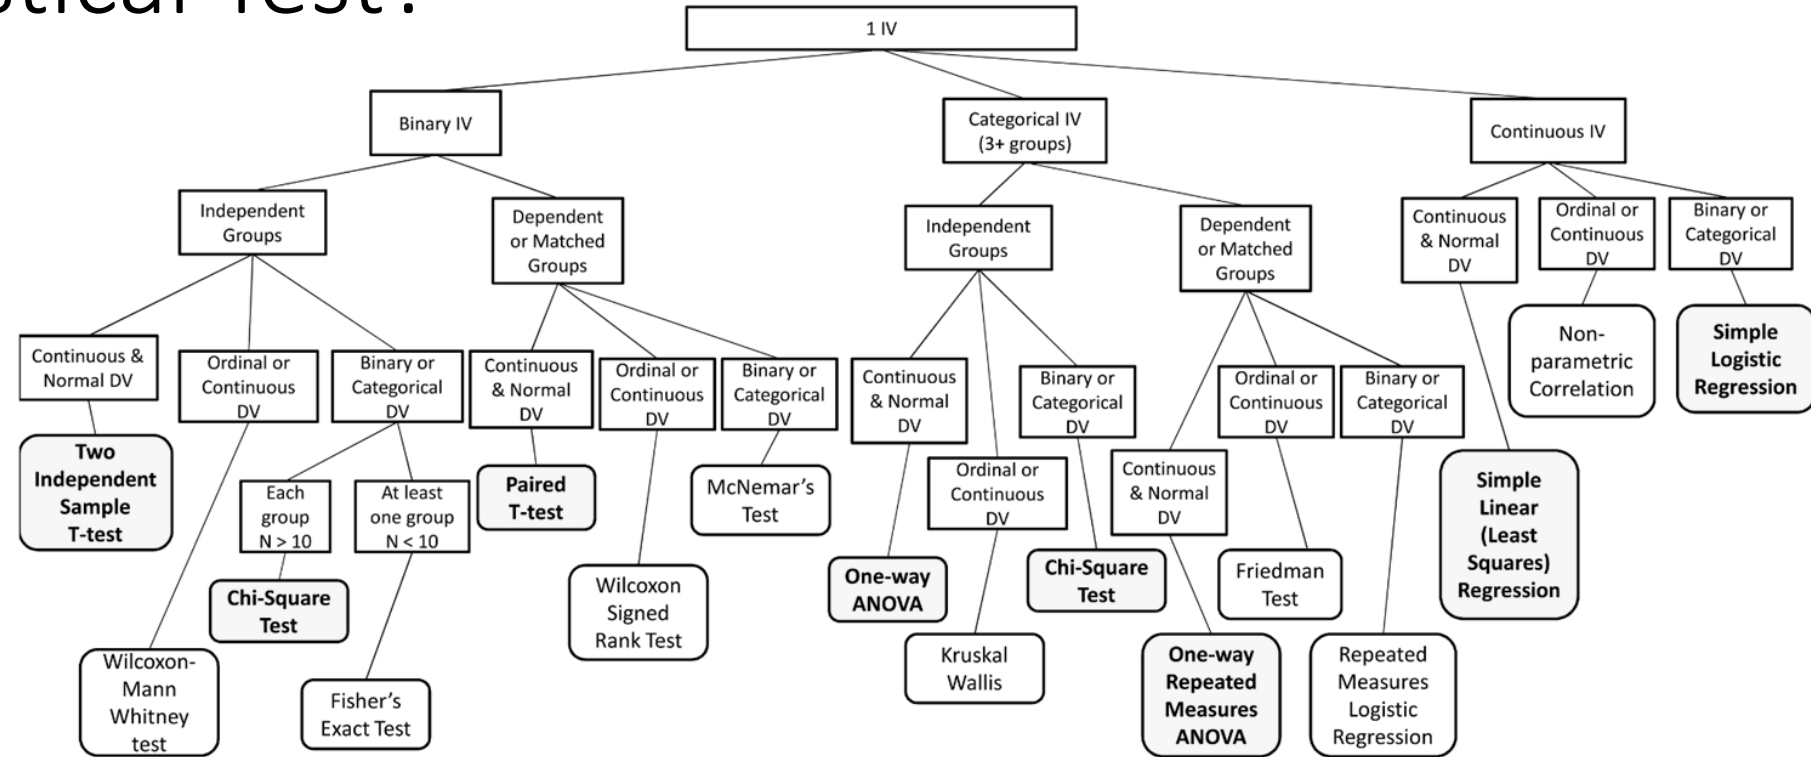 Test?
1 IV
Binary IV
Categorical IV
(3+ groups)
Continuous IV
Independent
Groups
Dependent
or Matched
Groups
Independent
Groups
Dependent
or Matched
Groups
Continuous
& Normal
DV
Ordinal or
Continuous
DV
Binary or
Categorical
DV
Continuous &
Normal DV
Ordinal or
Continuous
DV
Binary or
Categorical
DV
Continuous
& Normal
DV
Ordinal or
Continuous
DV
Binary or
Categorical
DV
Continuous
& Normal
DV
Ordinal or
Continuous
DV
Binary or
Categorical
DV
Continuous
& Normal
DV
Ordinal or
Continuous
DV
Binary or
Categorical
DV
Non-
parametric
Correlation
Simple
Logistic
Regression
Two
Independent
Sample
T-test
Each
group
N > 10
At least
one group
N < 10
Paired
T-test
McNemar's
Test
Chi-Square
Test
Wilcoxon
Signed
Rank Test
One-way
ANOVA
Chi-Square
Test
Friedman
Test
Simple
Linear
(Least
Squares)
Regression
Wilcoxon-
Mann
Whitney
test
Fisher's
Exact Test
Kruskal
Wallis
One-way
Repeated
Measures
ANOVA
Repeated
Measures
Logistic
Regression